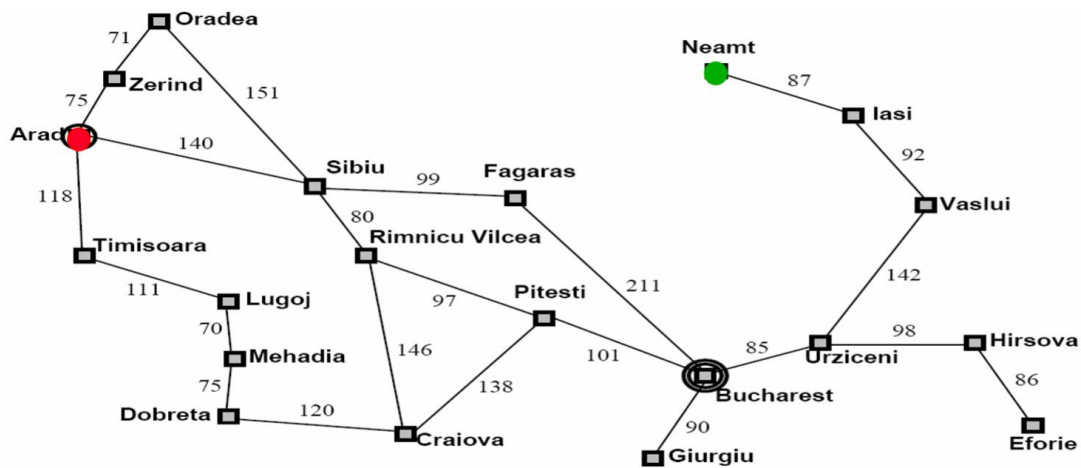 Oradea
71
Neamt
Zerind
87
75
151
Iasi
Arad
140
92
Sibiu
Fagaras
99
118
Vaslui
80
Timisoara
Rimnicu Vilcea
142
111
Lugoj
97
Pitesti
211
70
98
Hirsova
Mehadia
146
101
85
Urziceni
75
138
86
Dobreta
120
Bucharest
90
Craiova
Eforie
Giurgiu